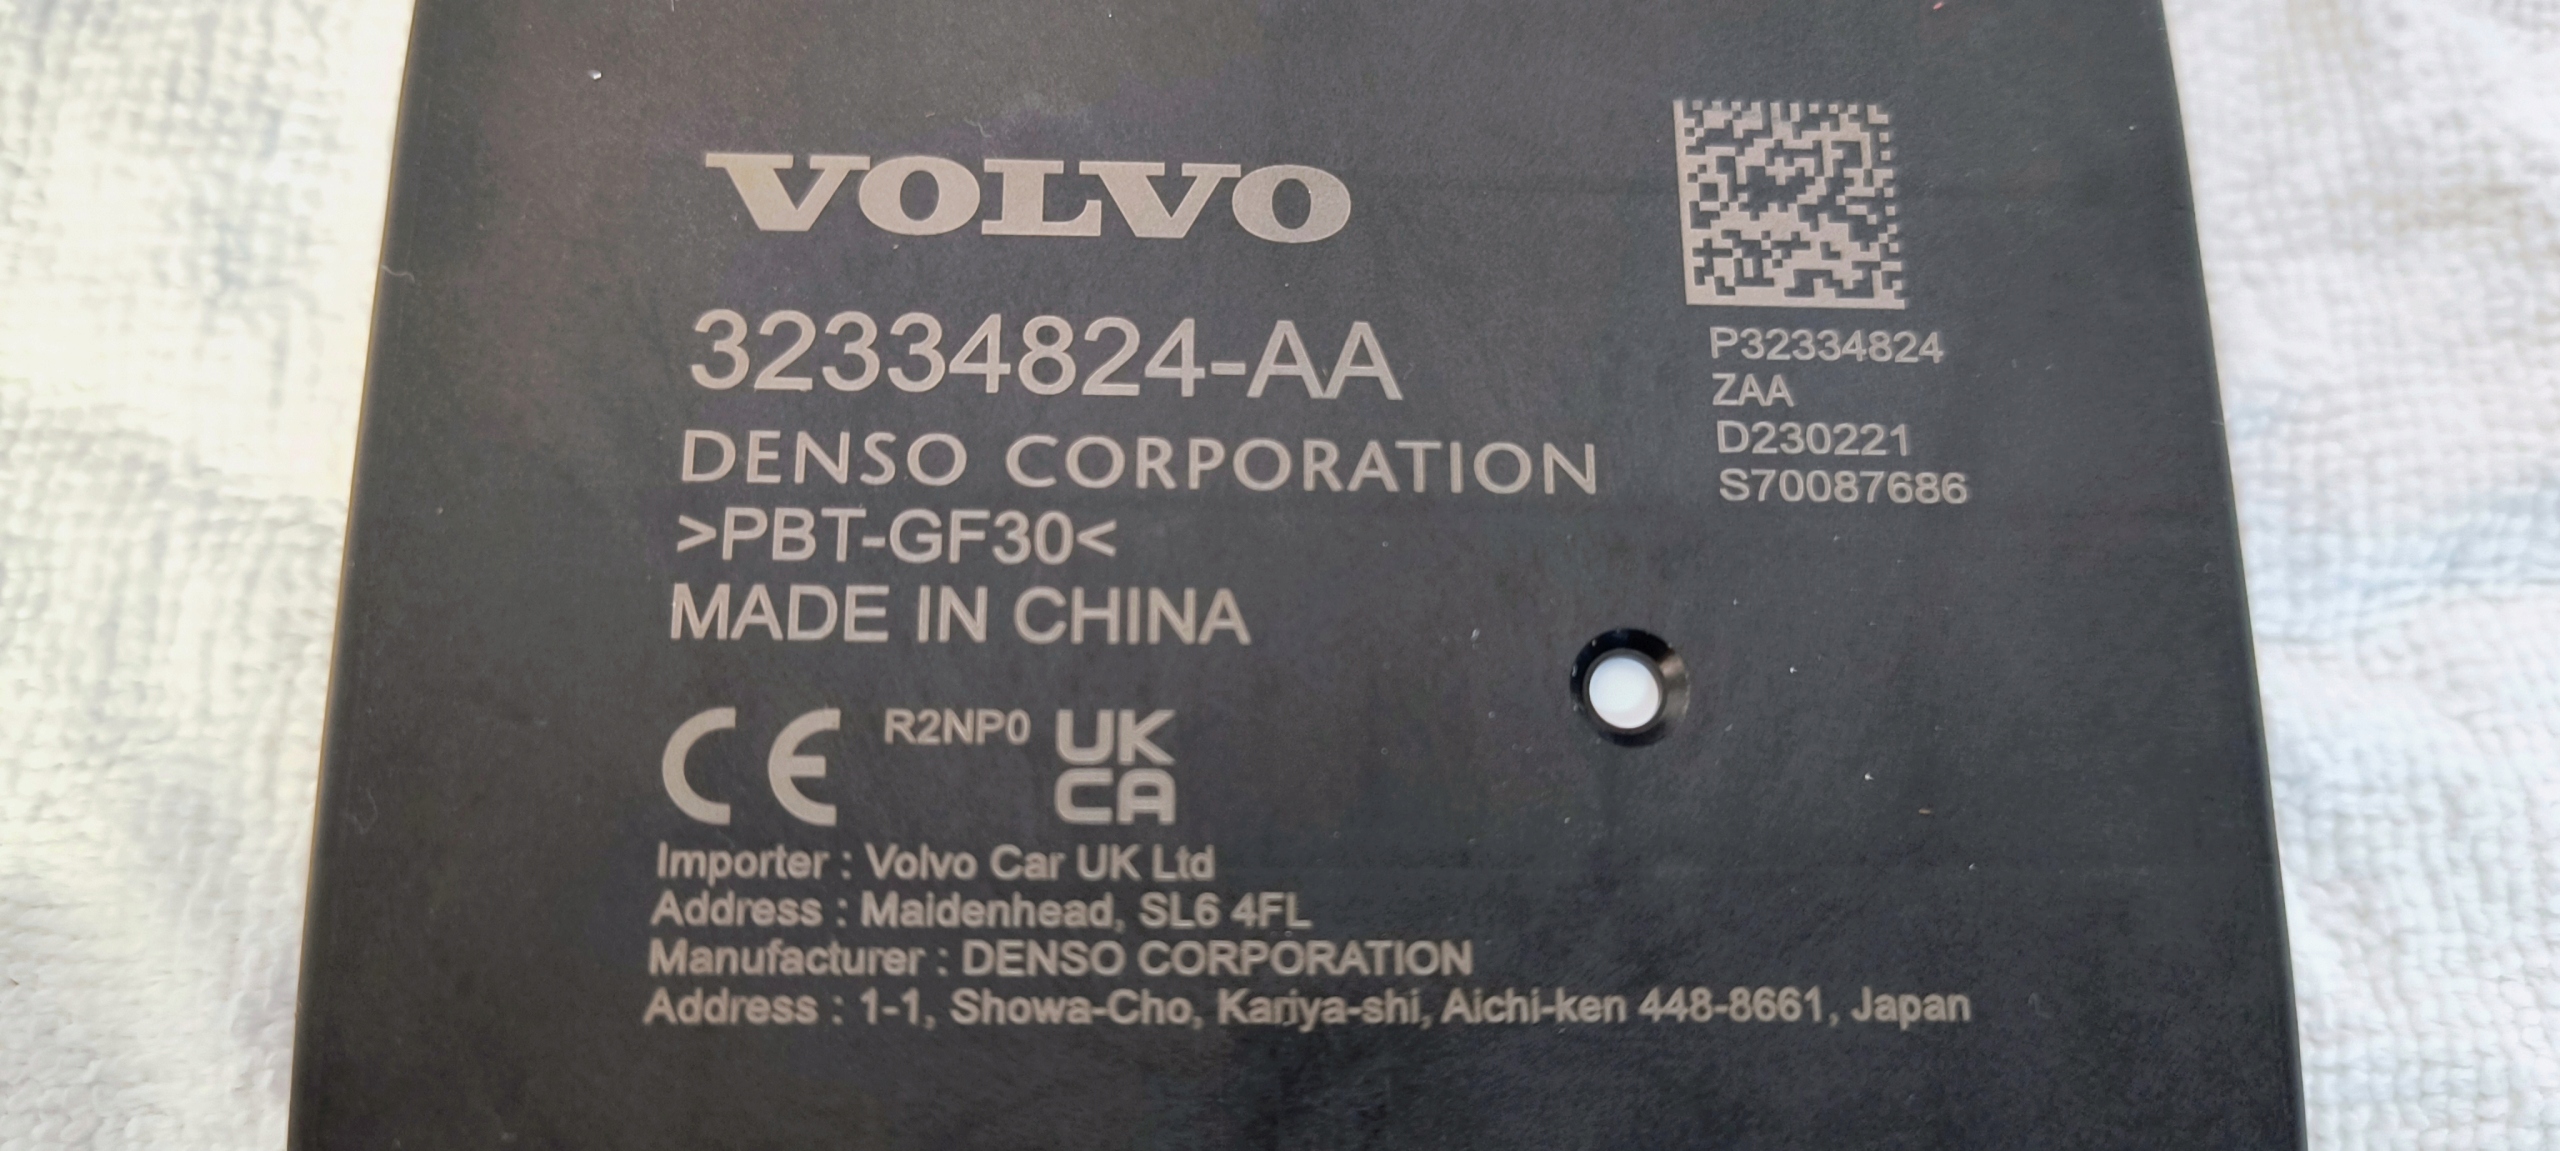 VOLVO
32334824-AA
DENSO CORPORATION
>PBT-GF30<
MADE IN CHINA
P32334824
ZAA
D230221
S70087686
CE R2NP0 UK
CA
Importer : Volvo Car UK Ltd
Address : Maidenhead, SL6 4FL
Manufacturer : DENSO CORPORATION
Address : 1-1, Showa-Cho, Kariya-shi, Aichi-ken 448-8661, Japan